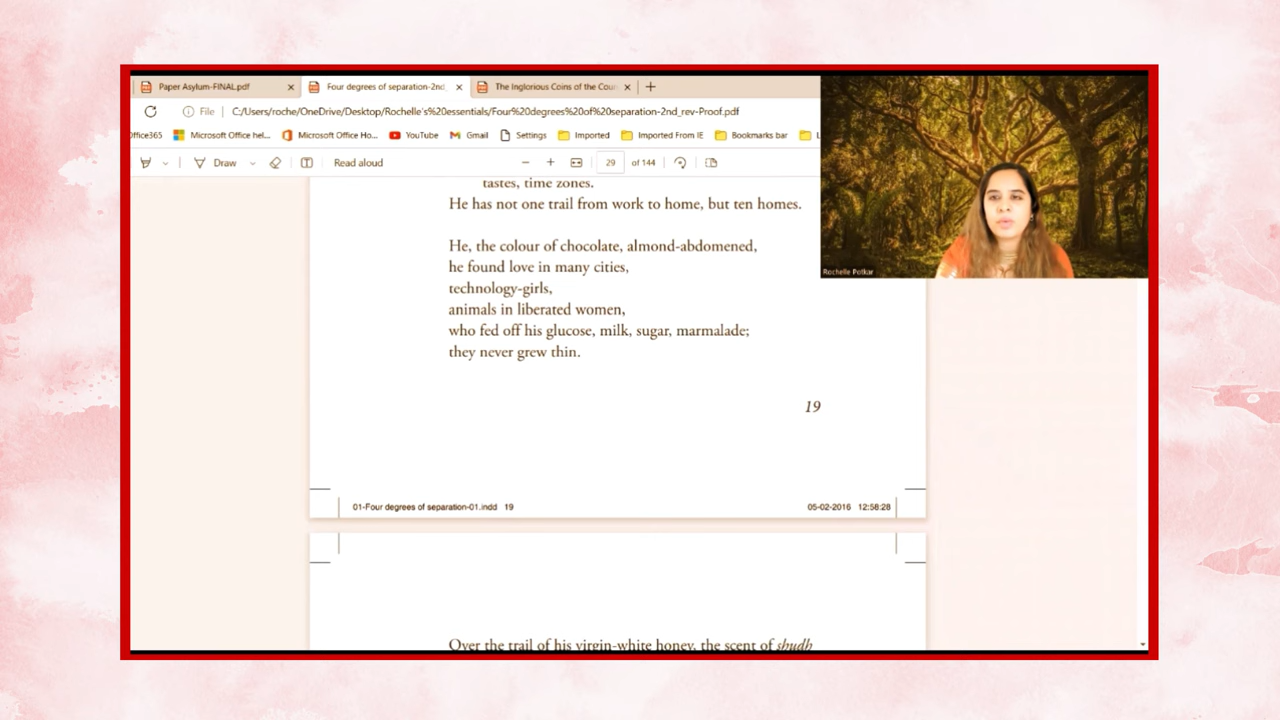 Paper Asylum-FINAL.pdf
Four degrees of separation-2nd
The Inglorious Coins of the Coun
File
C:/Users/roche/OneDrive/Desktop/Rochelle's%20essentials/Four%20degrees%20of%20separation-2nd_rev-Proof.pdf
Office365 Microsoft Office hel... Microsoft Office Ho... YouTube Gmail Settings Imported Imported From IE Bookmarks bar L
Draw Read aloud 29 of 144
tastes, time zones.
He has not one trail from work to home, but ten homes.
He, the colour of chocolate, almond-abdomened,
he found love in many cities,
technology-girls,
animals in liberated women,
who fed off his glucose, milk, sugar, marmalade;
they never grew thin.
19
01-Four degrees of separation-01.indd 19
05-02-2016 12:58:28
Over the trail of his virgin-white honey, the scent of shudh
Rochelle Potkar